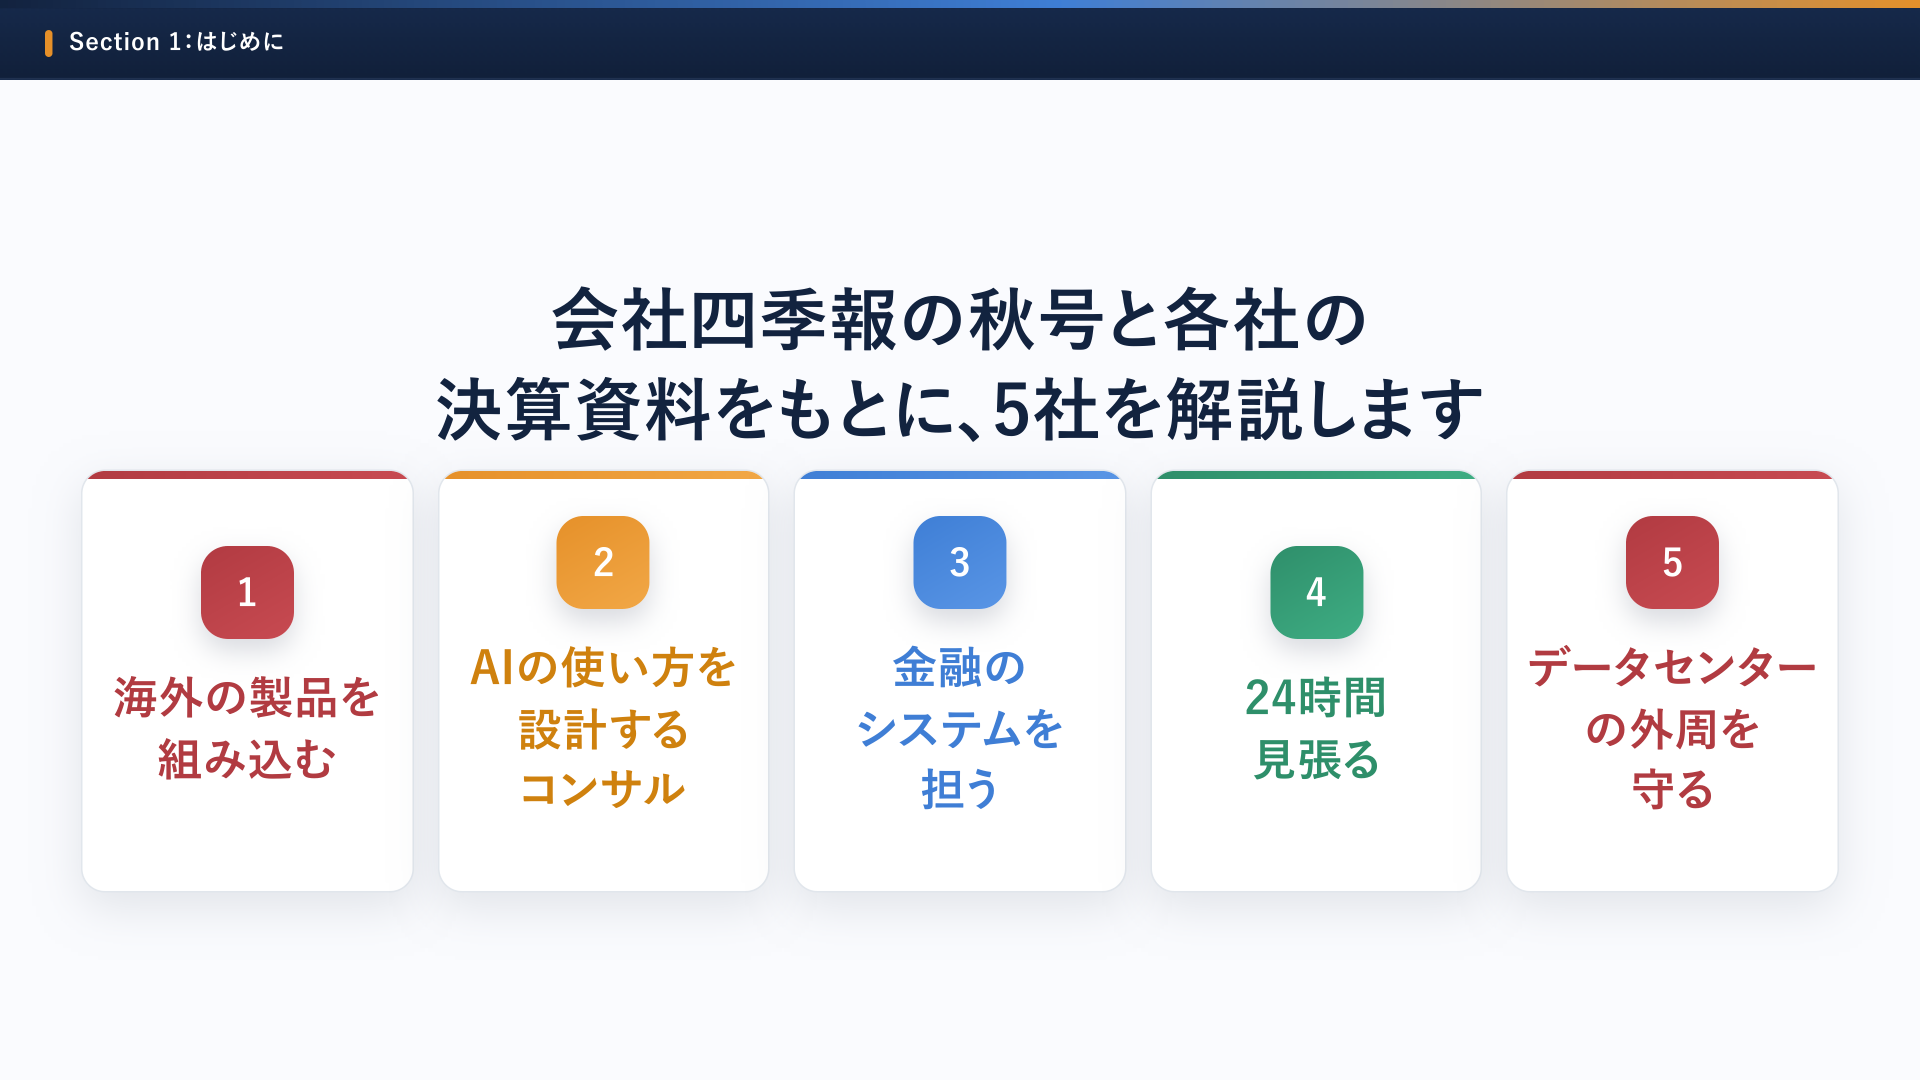 Section 1：はじめに
会社四季報の秋号と各社の
決算資料をもとに、5社を解説します
1
海外の製品を
組み込む
2
AIの使い方を
設計する
コンサル
3
金融の
システムを
担う
4
24時間
見張る
5
データセンター
の外周を
守る